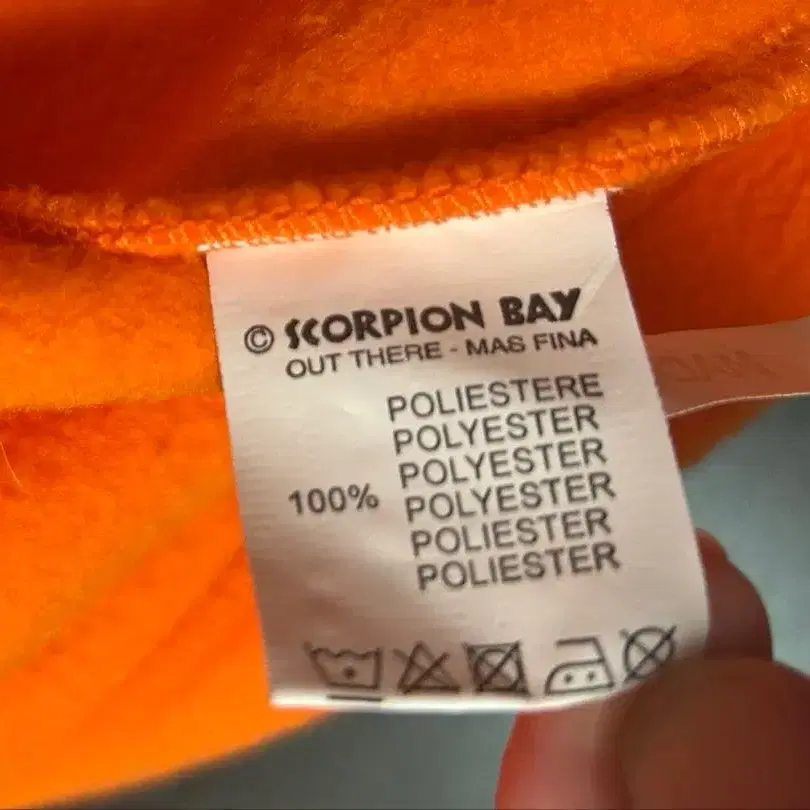 © SCORPION BAY
OUT THERE - MAS FINA
POLIESTERE
POLYESTER
POLYESTER
100% POLYESTER
POLIESTER
POLIESTER